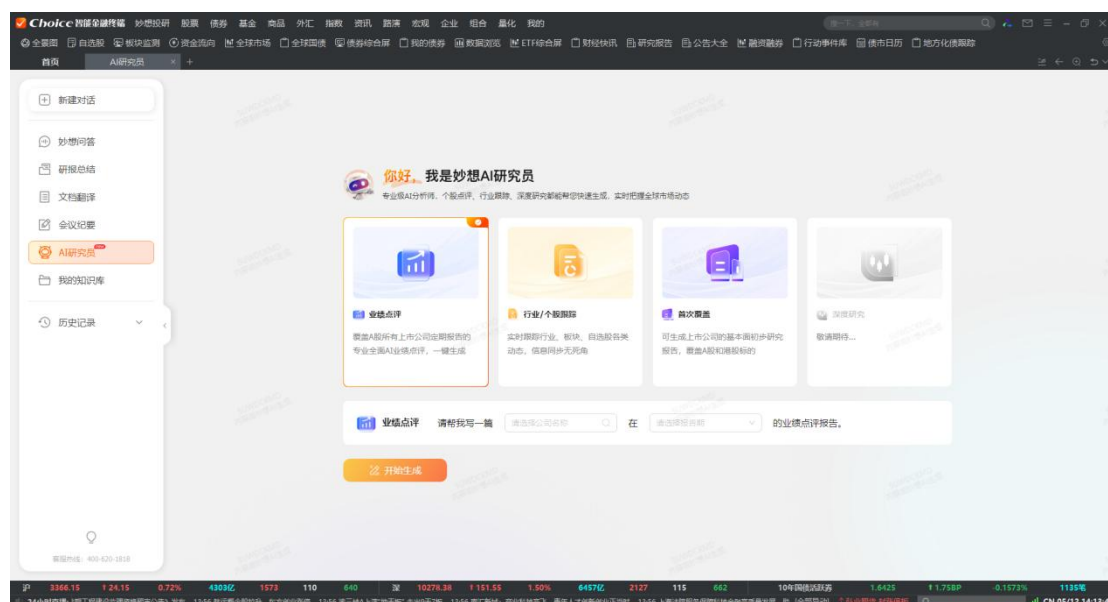 Choice智能金融终端 妙想投研 股票 债券 基金 商品 外汇 指数 资讯 路演 宏观 企业 组合 量化 我的
全景图 自选股 板块监测 资金流向 全球市场 全球国债 债券综合屏 我的债券 数据浏览 ETF综合屏 财经快讯 研究报告 公告大全 融资融券 行动事件库 债市日历 地方化债跟踪
首页 AI研究员 × +
新建对话
妙想问答
研报总结
文档翻译
会议纪要
AI研究员
我的知识库
历史记录
你好，我是妙想AI研究员
专业级AI分析师，个股点评、行业跟踪、深度研究都能帮您快速生成，实时把握全球市场动态
业绩点评
覆盖A股所有上市公司定期报告的
专业全面AI业绩点评，一键生成
行业/个股跟踪
实时跟踪行业、板块、自选股各类
动态，信息同步无死角
首次覆盖
可生成上市公司的基本面初步研究
报告，覆盖A股和港股标的
深度研究
敬请期待...
业绩点评 请帮我写一篇 请选择公司名称 在 请选择报告期 的业绩点评报告。
开始生成
客服热线：400-620-1818
沪 3366.15 ↑24.15 0.72% 4303亿 1573 110 640 深 10278.38 ↑151.55 1.50% 6457亿 2127 115 662 10年国债活跃券 1.6425 ↑1.75BP -0.1573% 1135笔